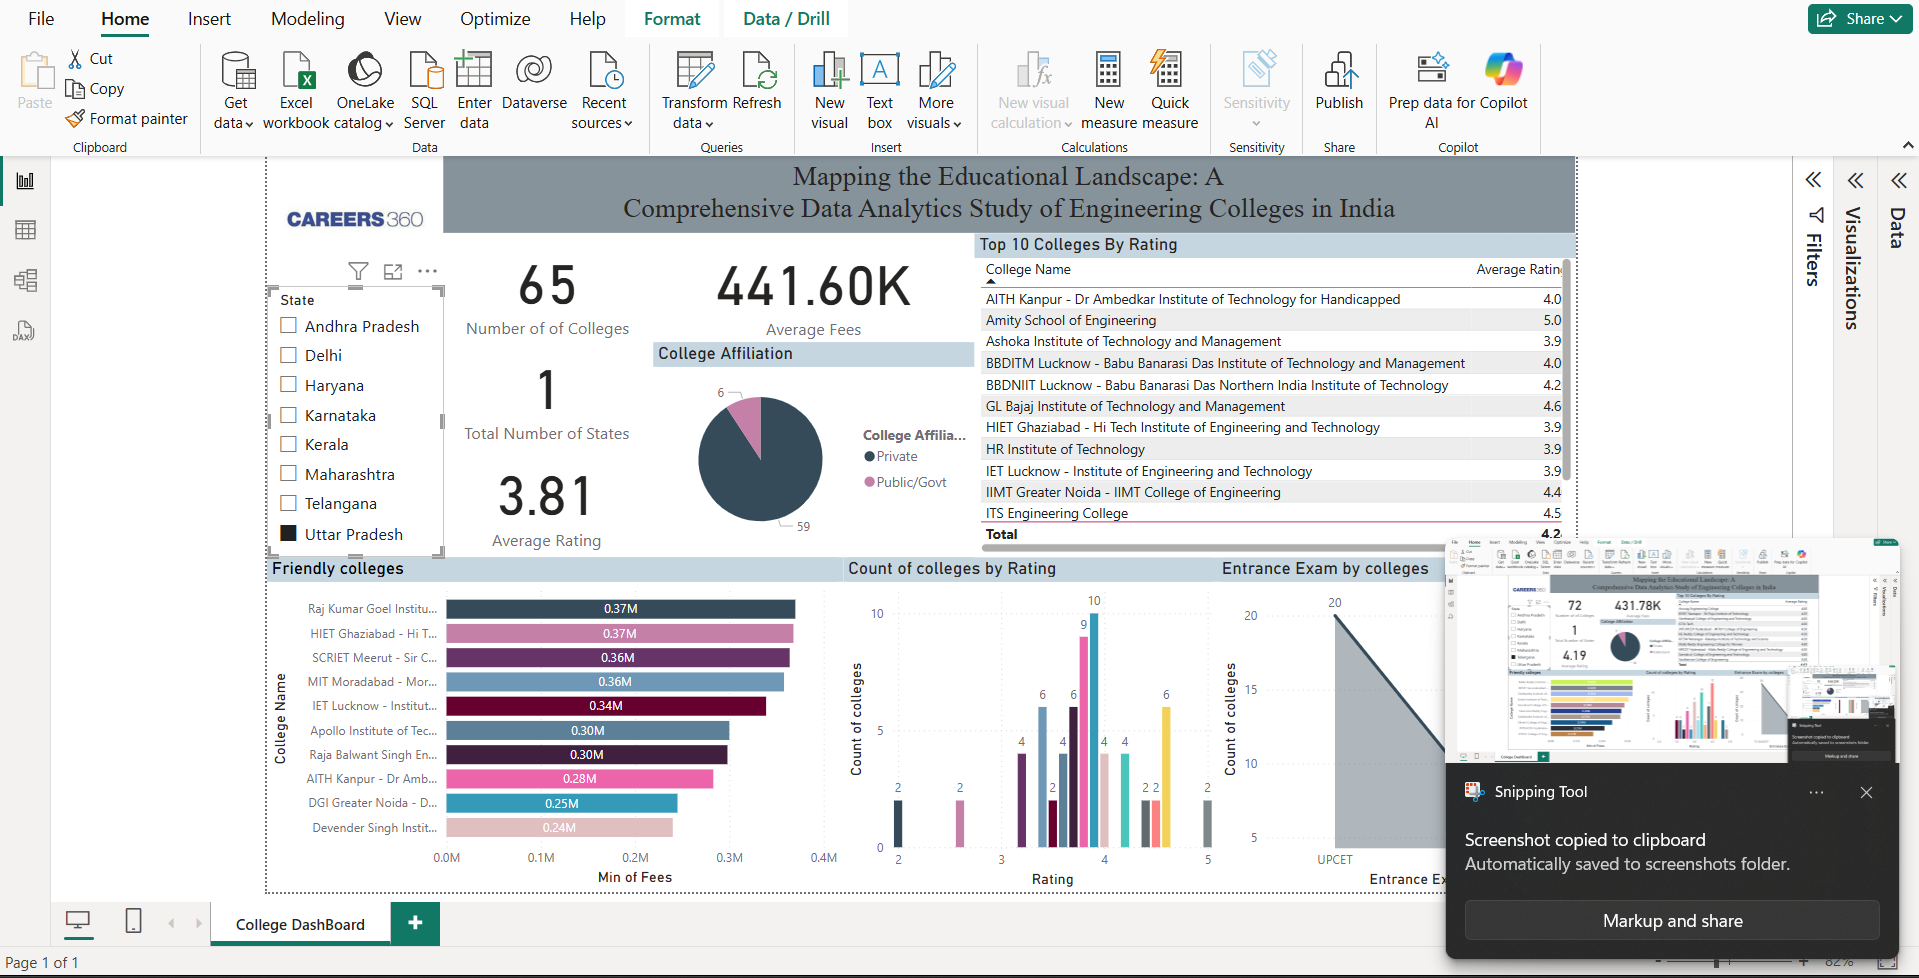 File
Home
Insert
Modeling
View
Optimize
Help
Format
Data / Drill
Share
Paste
Cut
Copy
Format painter
Clipboard
Get data
Excel workbook
OneLake catalog
SQL Server
Enter data
Dataverse
Recent sources
Data
Transform data
Refresh
Queries
New visual
Text box
More visuals
Insert
New visual calculation
New measure
Quick measure
Calculations
Sensitivity
Sensitivity
Publish
Share
Prep data for AI
Copilot
Copilot
CAREERS360
Mapping the Educational Landscape: A
Comprehensive Data Analytics Study of Engineering Colleges in India
State
Andhra Pradesh
Delhi
Haryana
Karnataka
Kerala
Maharashtra
Telangana
Uttar Pradesh
65
Number of of Colleges
1
Total Number of States
3.81
Average Rating
441.60K
Average Fees
College Affiliation
6
59
College Affilia...
Private
Public/Govt
Top 10 Colleges By Rating
College Name Average Rating
AITH Kanpur - Dr Ambedkar Institute of Technology for Handicapped 4.0
Amity School of Engineering 5.0
Ashoka Institute of Technology and Management 3.9
BBDITM Lucknow - Babu Banarasi Das Institute of Technology and Management 4.0
BBDNIIT Lucknow - Babu Banarasi Das Northern India Institute of Technology 4.2
GL Bajaj Institute of Technology and Management 4.6
HIET Ghaziabad - Hi Tech Institute of Engineering and Technology 3.9
HR Institute of Technology 3.9
IET Lucknow - Institute of Engineering and Technology 3.9
IIMT Greater Noida - IIMT College of Engineering 4.4
ITS Engineering College 4.5
Total 4.2
Friendly colleges
College Name
Raj Kumar Goel Institu... 0.37M
HIET Ghaziabad - Hi T... 0.37M
SCRIET Meerut - Sir C... 0.36M
MIT Moradabad - Mor... 0.36M
IET Lucknow - Institut... 0.34M
Apollo Institute of Tec... 0.30M
Raja Balwant Singh En... 0.30M
AITH Kanpur - Dr Amb... 0.28M
DGI Greater Noida - D... 0.25M
Devender Singh Instit... 0.24M
0.0M 0.1M 0.2M 0.3M 0.4M
Min of Fees
Count of colleges by Rating
Count of colleges
10
5
0
2 2 4 2 6 4 6 9 10 4 4 2 2 6 2
2 3 4 5
Rating
Entrance Exam by colleges
Count of colleges
20
20
15
10
5
UPCET
Entrance Ex
Filters
Visualizations
Data
DAX
72
431.78K
1
4.19
Snipping Tool
Screenshot copied to clipboard
Automatically saved to screenshots folder.
Markup and share
College DashBoard
Page 1 of 1
82%